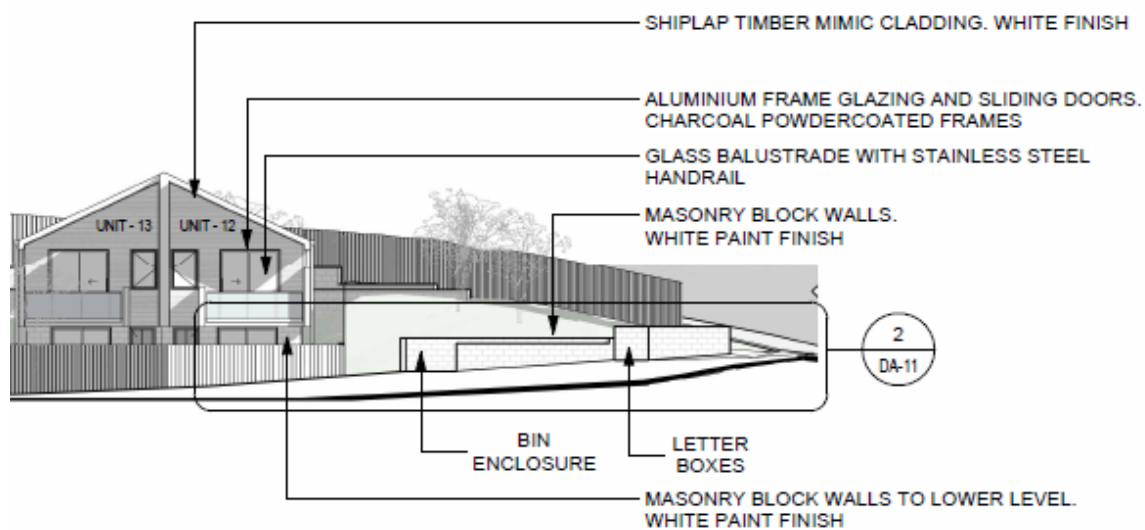 SHIPLAP TIMBER MIMIC CLADDING. WHITE FINISH
ALUMINIUM FRAME GLAZING AND SLIDING DOORS.
CHARCOAL POWDERCOATED FRAMES
GLASS BALUSTRADE WITH STAINLESS STEEL
HANDRAIL
MASONRY BLOCK WALLS.
WHITE PAINT FINISH
UNIT - 13
UNIT - 12
2
DA-11
BIN
ENCLOSURE
LETTER
BOXES
MASONRY BLOCK WALLS TO LOWER LEVEL.
WHITE PAINT FINISH